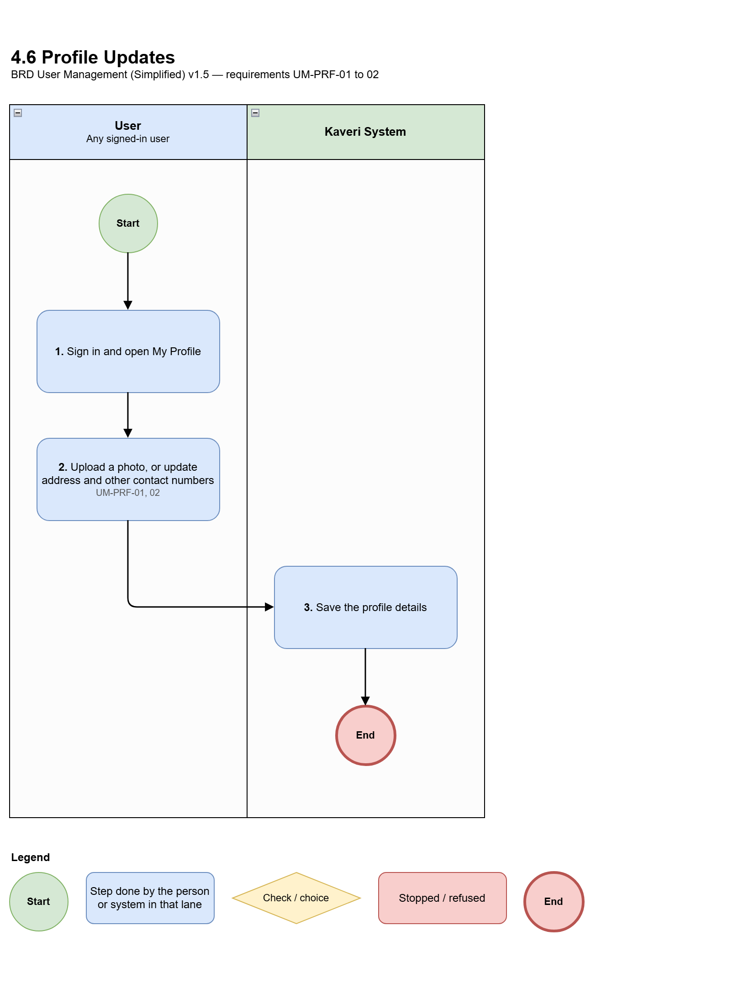 4.6 Profile Updates
BRD User Management (Simplified) v1.5 — requirements UM-PRF-01 to 02
User
Any signed-in user
Kaveri System
Start
1. Sign in and open My Profile
2. Upload a photo, or update
address and other contact numbers
UM-PRF-01, 02
3. Save the profile details
End
Legend
Start
Step done by the person
or system in that lane
Check / choice
Stopped / refused
End